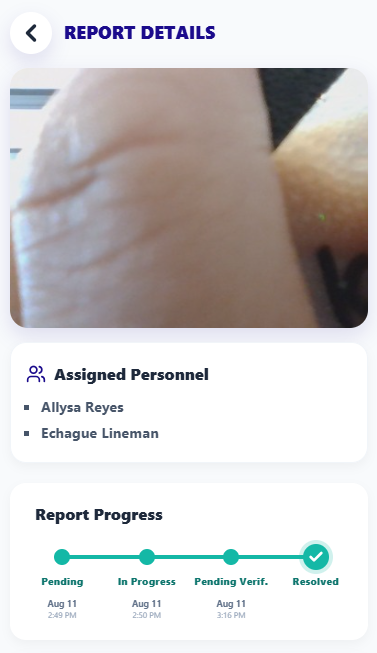 REPORT DETAILS
Assigned Personnel
Allysa Reyes
Echague Lineman
Report Progress
Pending In Progress Pending Verif. Resolved
Aug 11 Aug 11 Aug 11
2:49 PM 2:50 PM 3:16 PM